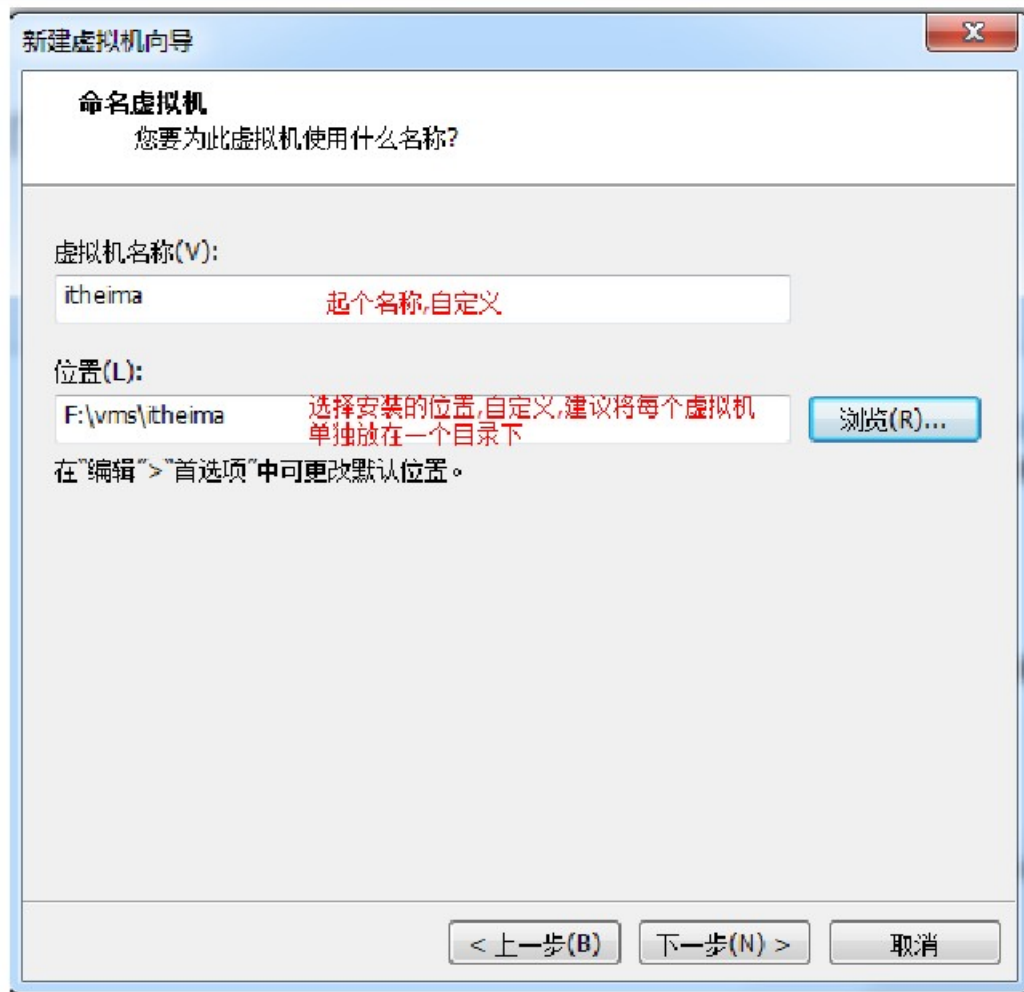 新建虚拟机向导
命名虚拟机
您要为此虚拟机使用什么名称?
虚拟机名称(V):
itheima
起个名称,自定义
位置(L):
F:\vms\itheima
选择安装的位置,自定义,建议将每个虚拟机
单独放在一个目录下
浏览(R)...
在"编辑">"首选项"中可更改默认位置。
< 上一步(B)
下一步(N) >
取消